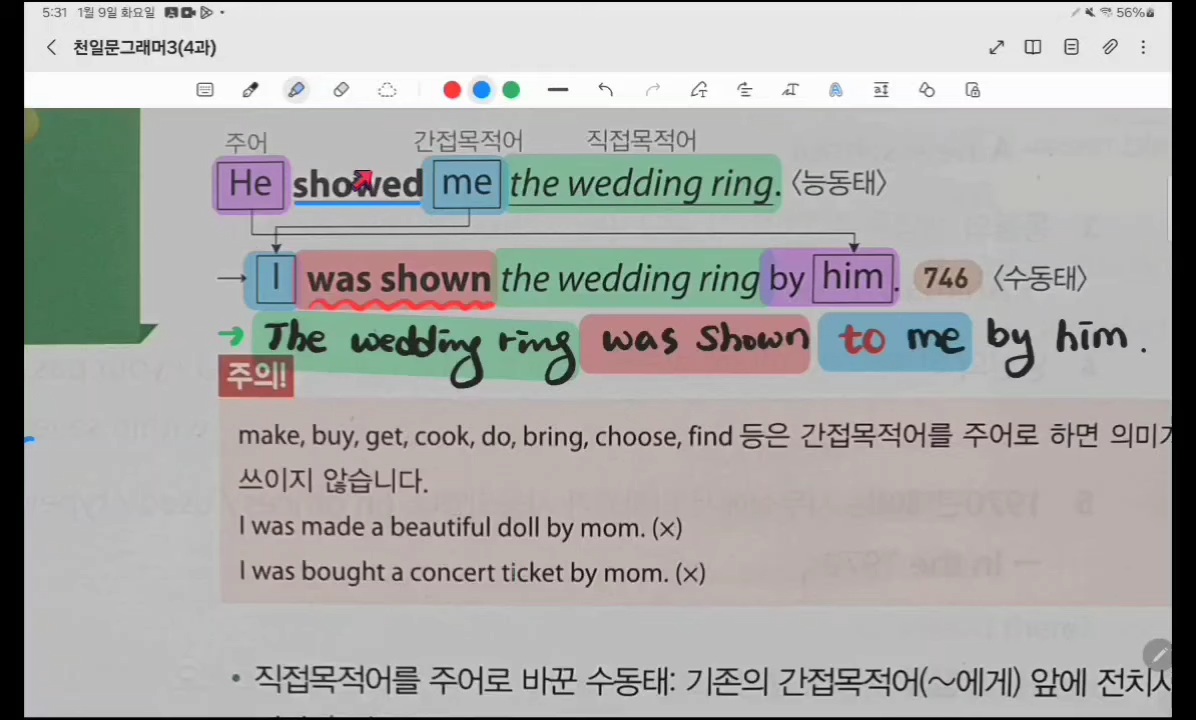 5:31 1월 9일 화요일 56%
천일문그래머3(4과)
주어 간접목적어 직접목적어
He showed me the wedding ring. 〈능동태〉
→ I was shown the wedding ring by him. 746 〈수동태〉
→ The wedding ring was shown to me by him.
주의!
make, buy, get, cook, do, bring, choose, find 등은 간접목적어를 주어로 하면 의미가
쓰이지 않습니다.
I was made a beautiful doll by mom. (×)
I was bought a concert ticket by mom. (×)
• 직접목적어를 주어로 바꾼 수동태: 기존의 간접목적어(~에게) 앞에 전치사